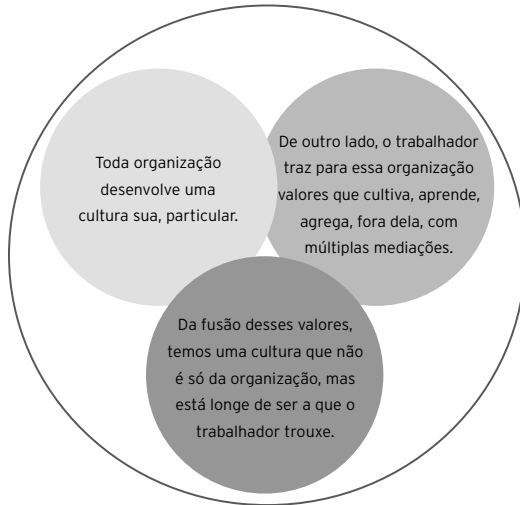 Toda organização
desenvolve uma
cultura sua, particular.
De outro lado, o trabalhador
traz para essa organização
valores que cultiva, aprende,
agrega, fora dela, com
múltiplas mediações.
Da fusão desses valores,
temos uma cultura que não
é só da organização, mas
está longe de ser a que o
trabalhador trouxe.